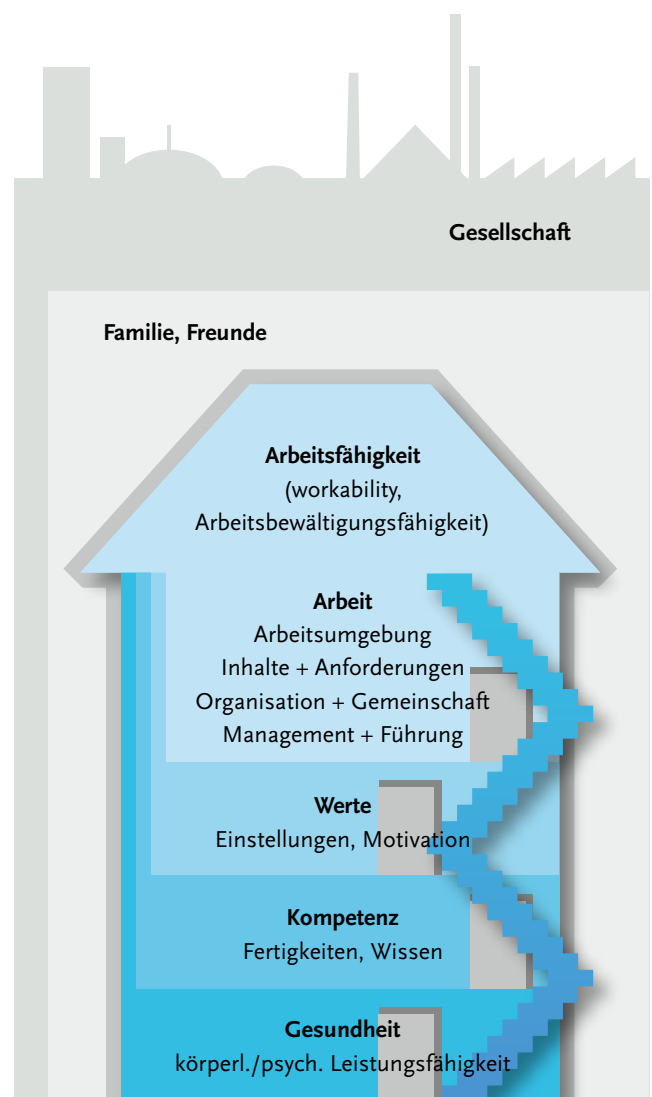 Gesellschaft
Familie, Freunde
Arbeitsfähigkeit
(workability,
Arbeitsbewältigungsfähigkeit)
Arbeit
Arbeitsumgebung
Inhalte + Anforderungen
Organisation + Gemeinschaft
Management + Führung
Werte
Einstellungen, Motivation
Kompetenz
Fertigkeiten, Wissen
Gesundheit
körperl./psych. Leistungsfähigkeit